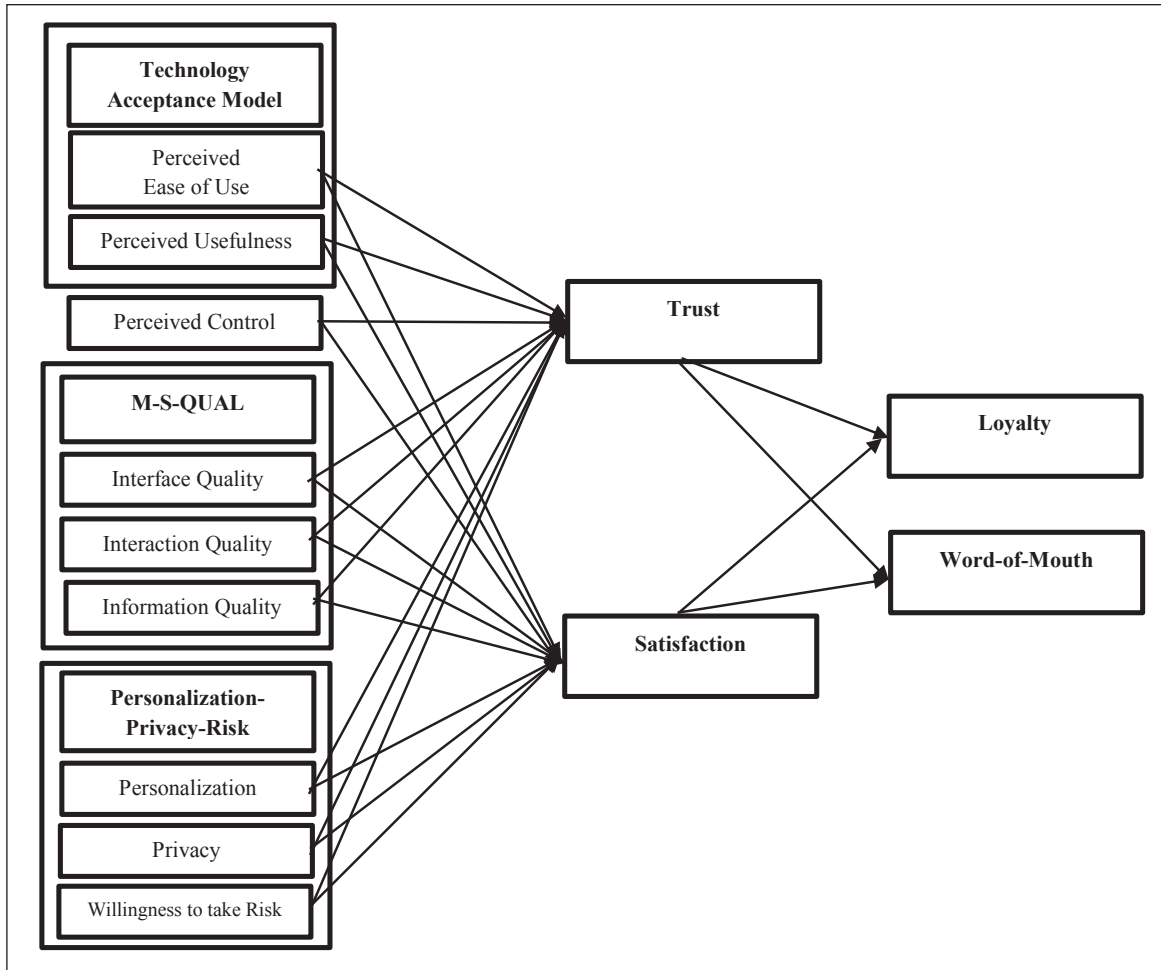 Technology
Acceptance Model
Perceived
Ease of Use
Perceived Usefulness
Perceived Control
M-S-QUAL
Interface Quality
Interaction Quality
Information Quality
Personalization-
Privacy-Risk
Personalization
Privacy
Willingness to take Risk
Trust
Satisfaction
Loyalty
Word-of-Mouth